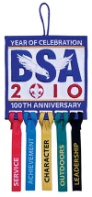 YEAR OF CELEBRATION
BSA
2010
100TH ANNIVERSARY
SERVICE
ACHIEVEMENT
CHARACTER
OUTDOORS
LEADERSHIP